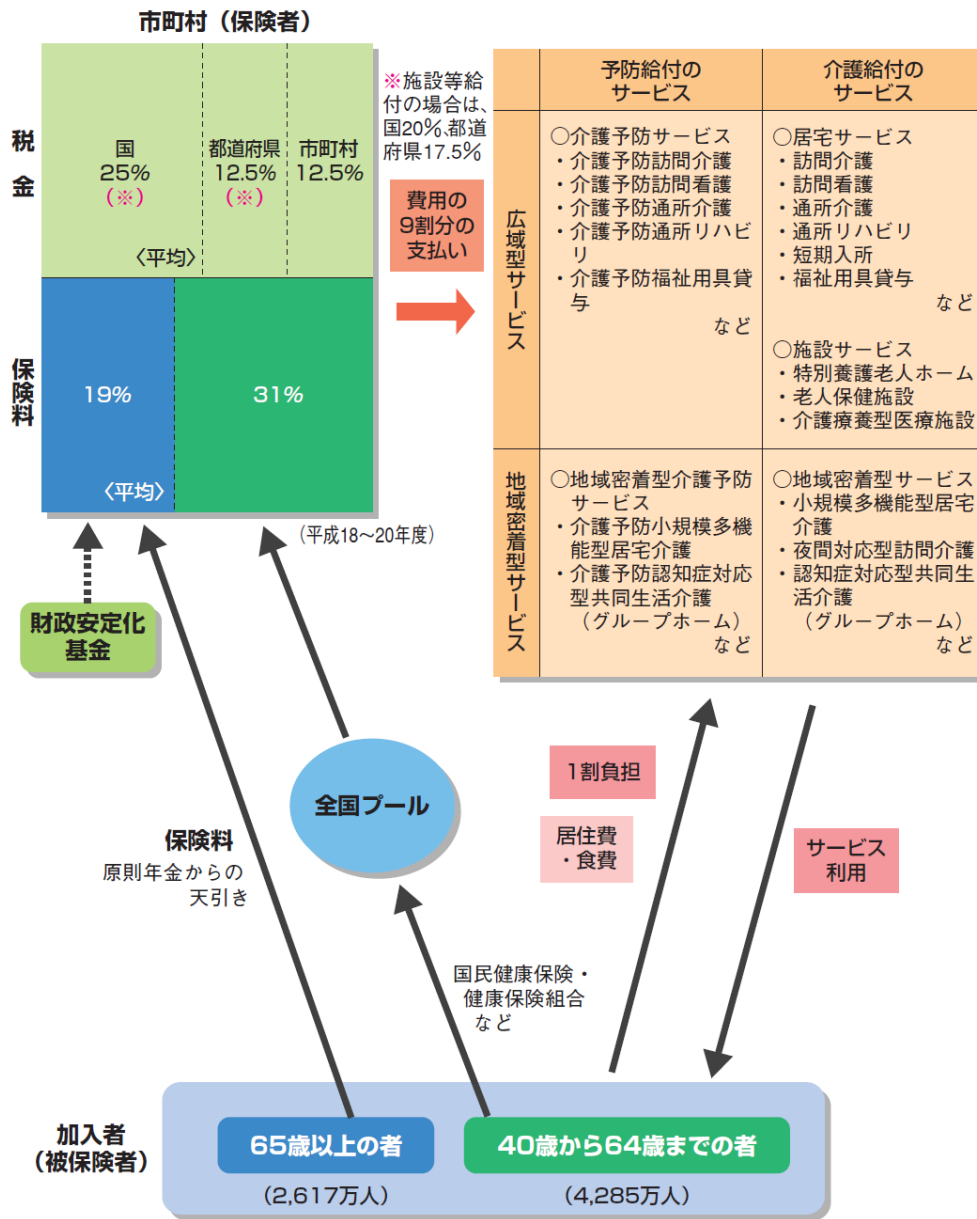 市町村（保険者）
税金
国
25%
（※）
都道府県
12.5%
（※）
市町村
12.5%
〈平均〉
保険料
19%
31%
〈平均〉
（平成18〜20年度）
※施設等給
付の場合は、
国20%、都道
府県17.5%
費用の
9割分の
支払い
財政安定化
基金
予防給付の
サービス
介護給付の
サービス
広域型サービス
○介護予防サービス
・介護予防訪問介護
・介護予防訪問看護
・介護予防通所介護
・介護予防通所リハビ
リ
・介護予防福祉用具貸
与
など
○居宅サービス
・訪問介護
・訪問看護
・通所介護
・通所リハビリ
・短期入所
・福祉用具貸与
など
○施設サービス
・特別養護老人ホーム
・老人保健施設
・介護療養型医療施設
地域密着型サービス
○地域密着型介護予防
サービス
・介護予防小規模多機
能型居宅介護
・介護予防認知症対応
型共同生活介護
（グループホーム）
など
○地域密着型サービス
・小規模多機能型居宅
介護
・夜間対応型訪問介護
・認知症対応型共同生
活介護
（グループホーム）
など
全国プール
保険料
原則年金からの
天引き
国民健康保険・
健康保険組合
など
1割負担
居住費
・食費
サービス
利用
加入者
（被保険者）
65歳以上の者
（2,617万人）
40歳から64歳までの者
（4,285万人）